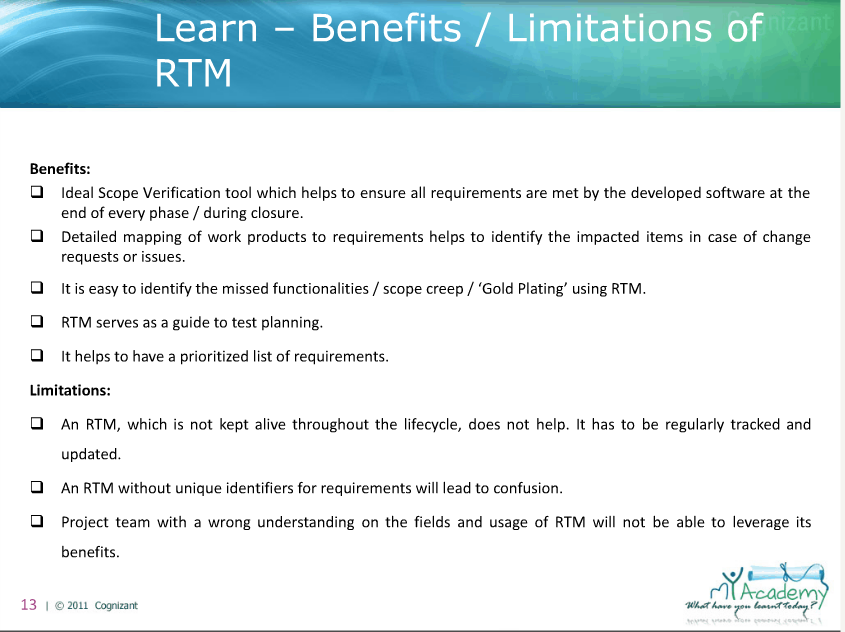 Cognizant
ACADEMY
Learn – Benefits / Limitations of
RTM
Benefits:
❑ Ideal Scope Verification tool which helps to ensure all requirements are met by the developed software at the
end of every phase / during closure.
❑ Detailed mapping of work products to requirements helps to identify the impacted items in case of change
requests or issues.
❑ It is easy to identify the missed functionalities / scope creep / ‘Gold Plating’ using RTM.
❑ RTM serves as a guide to test planning.
❑ It helps to have a prioritized list of requirements.
Limitations:
❑ An RTM, which is not kept alive throughout the lifecycle, does not help. It has to be regularly tracked and
updated.
❑ An RTM without unique identifiers for requirements will lead to confusion.
❑ Project team with a wrong understanding on the fields and usage of RTM will not be able to leverage its
benefits.
13 | © 2011 Cognizant
myAcademy
What have you learnt today?